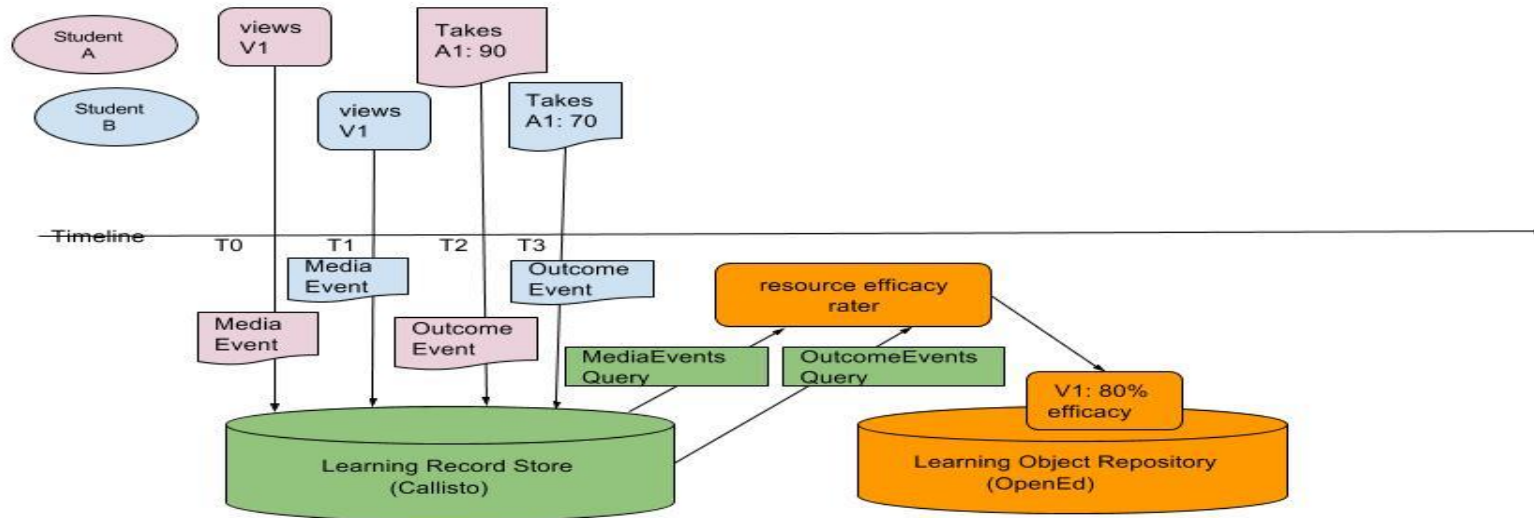 Student
A
views
V1
Takes
A1: 90
Student
B
views
V1
Takes
A1: 70
Timeline
T0
T1
T2
T3
Media
Event
Outcome
Event
Media
Event
Outcome
Event
resource efficacy
rater
MediaEvents
Query
OutcomeEvents
Query
V1: 80%
efficacy
Learning Record Store
(Callisto)
Learning Object Repository
(OpenEd)